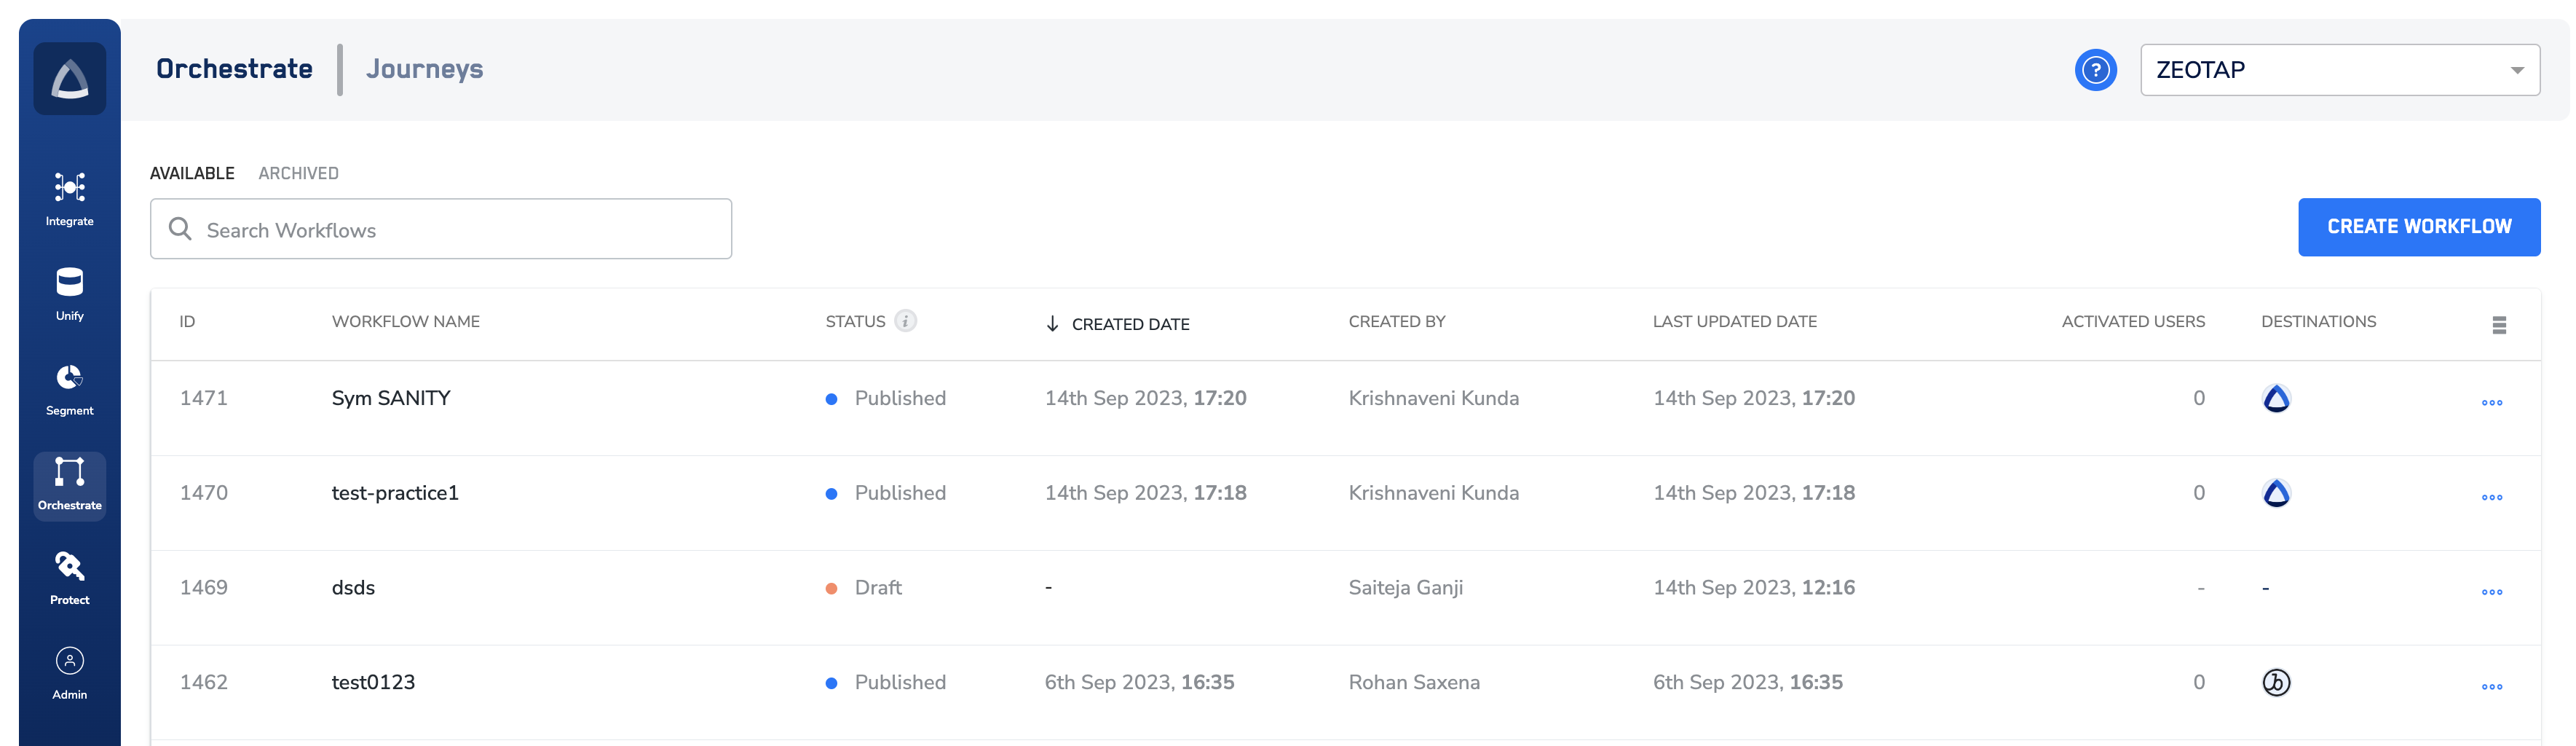 Orchestrate | Journeys
? ZEOTAP
AVAILABLE ARCHIVED
Search Workflows
CREATE WORKFLOW
ID WORKFLOW NAME STATUS i ↓ CREATED DATE CREATED BY LAST UPDATED DATE ACTIVATED USERS DESTINATIONS
1471 Sym SANITY Published 14th Sep 2023, 17:20 Krishnaveni Kunda 14th Sep 2023, 17:20 0
1470 test-practice1 Published 14th Sep 2023, 17:18 Krishnaveni Kunda 14th Sep 2023, 17:18 0
1469 dsds Draft - Saiteja Ganji 14th Sep 2023, 12:16 - -
1462 test0123 Published 6th Sep 2023, 16:35 Rohan Saxena 6th Sep 2023, 16:35 0 b
Integrate
Unify
Segment
Orchestrate
Protect
Admin